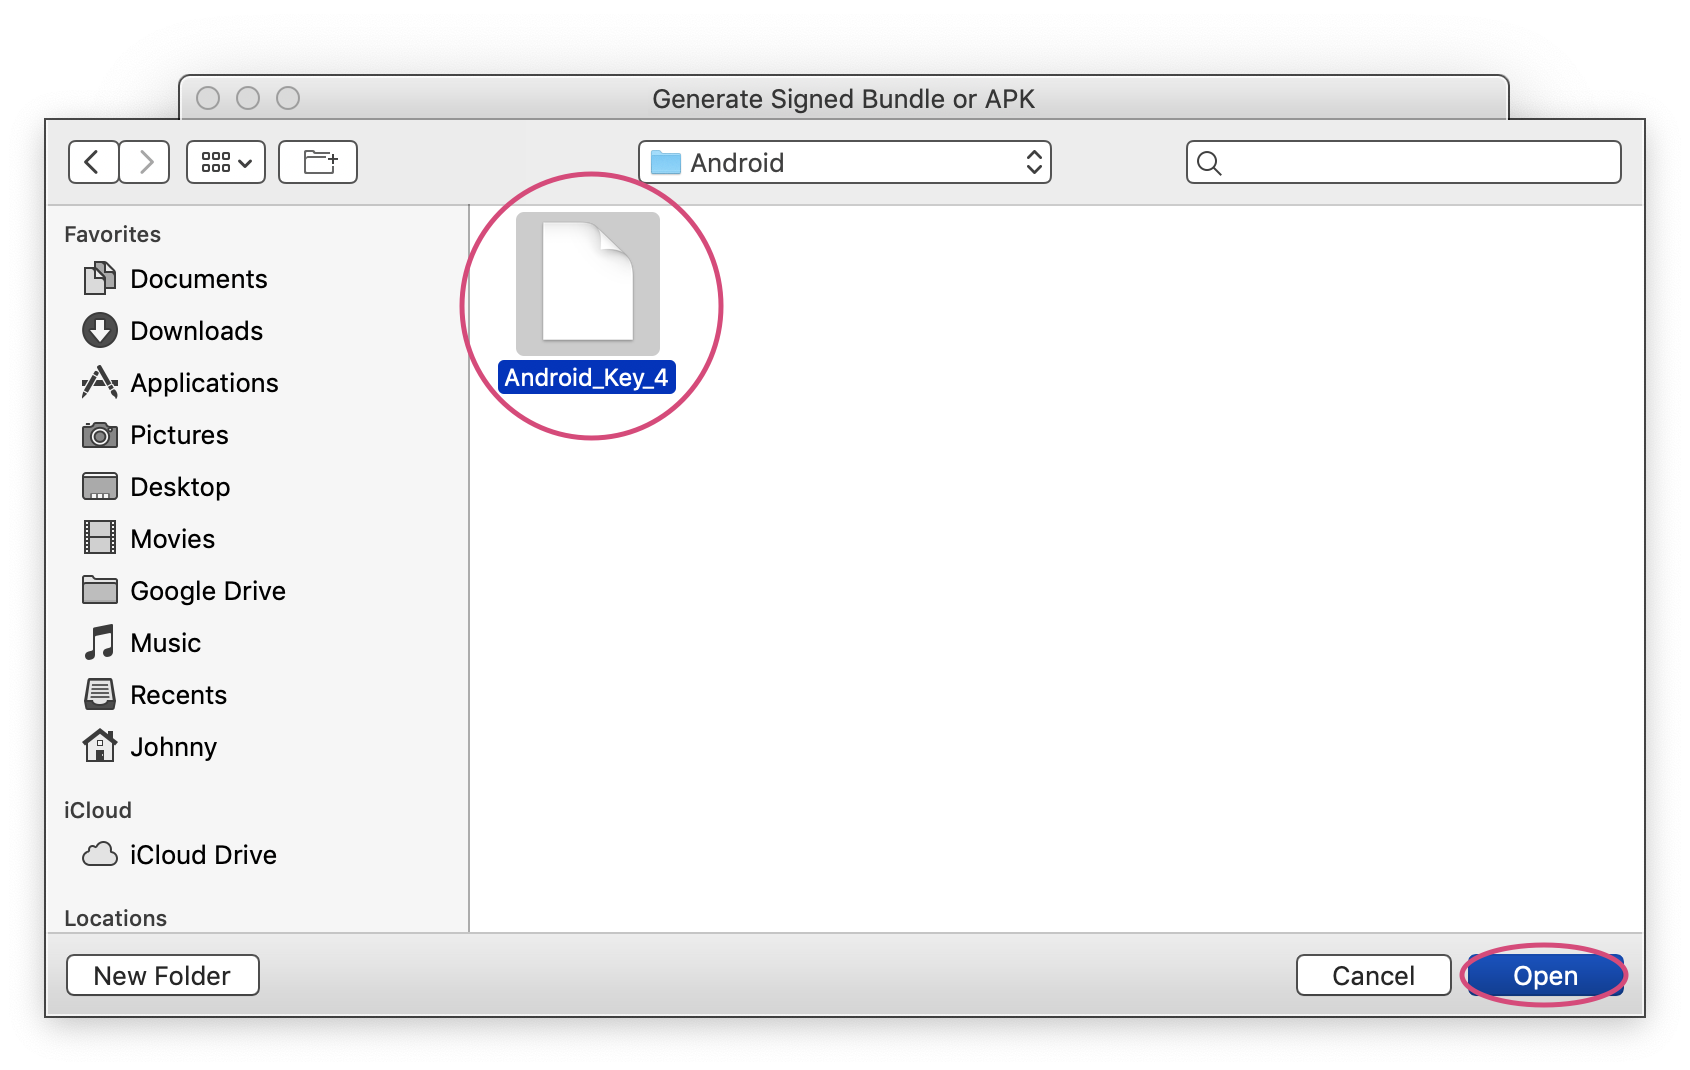 Generate Signed Bundle or APK
Android
Favorites
Documents
Downloads
Applications
Pictures
Desktop
Movies
Google Drive
Music
Recents
Johnny
iCloud
iCloud Drive
Locations
Android_Key_4
New Folder
Cancel
Open